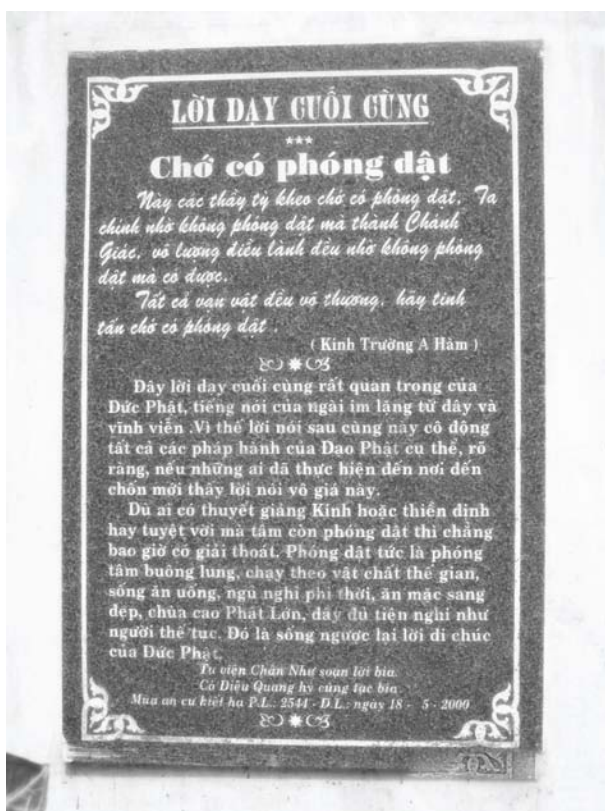 LỜI DẠY CUỐI CÙNG
***
Chớ có phóng dật
Này các thầy tỳ kheo chớ có phóng dật, Ta
chính nhờ không phóng dật mà thành Chánh
Giác, vô lượng điều lành đều nhờ không phóng
dật mà có được.
Tất cả vạn vật đều vô thường, hãy tinh
tấn chớ có phóng dật .
( Kinh Trường A Hàm )
Đây lời dạy cuối cùng rất quan trọng của
Đức Phật, tiếng nói của ngài im lặng từ đây và
vĩnh viễn .Vì thế lời nói sau cùng này cô động
tất cả các pháp hành của Đạo Phật cụ thể, rõ
ràng, nếu những ai đã thực hiện đến nơi đến
chốn mới thấy lời nói vô giá này.
Dù ai có thuyết giảng Kinh hoặc thiền định
hay tuyệt vời mà tâm còn phóng dật thì chẳng
bao giờ có giải thoát. Phóng dật tức là phóng
tâm buông lung, chạy theo vật chất thế gian,
sống ăn uống, ngủ nghỉ phi thời, ăn mặc sang
đẹp, chùa cao Phật Lớn, đầy đủ tiện nghi như
người thế tục. Đó là sống ngược lại lời di chúc
của Đức Phật.
Tu viện Chân Như soạn lời bia
Cô Diệu Quang hỷ cúng tạc bia
Mùa an cư kiết hạ P.L.: 2544 - D.L.: ngày 18 - 5 - 2000